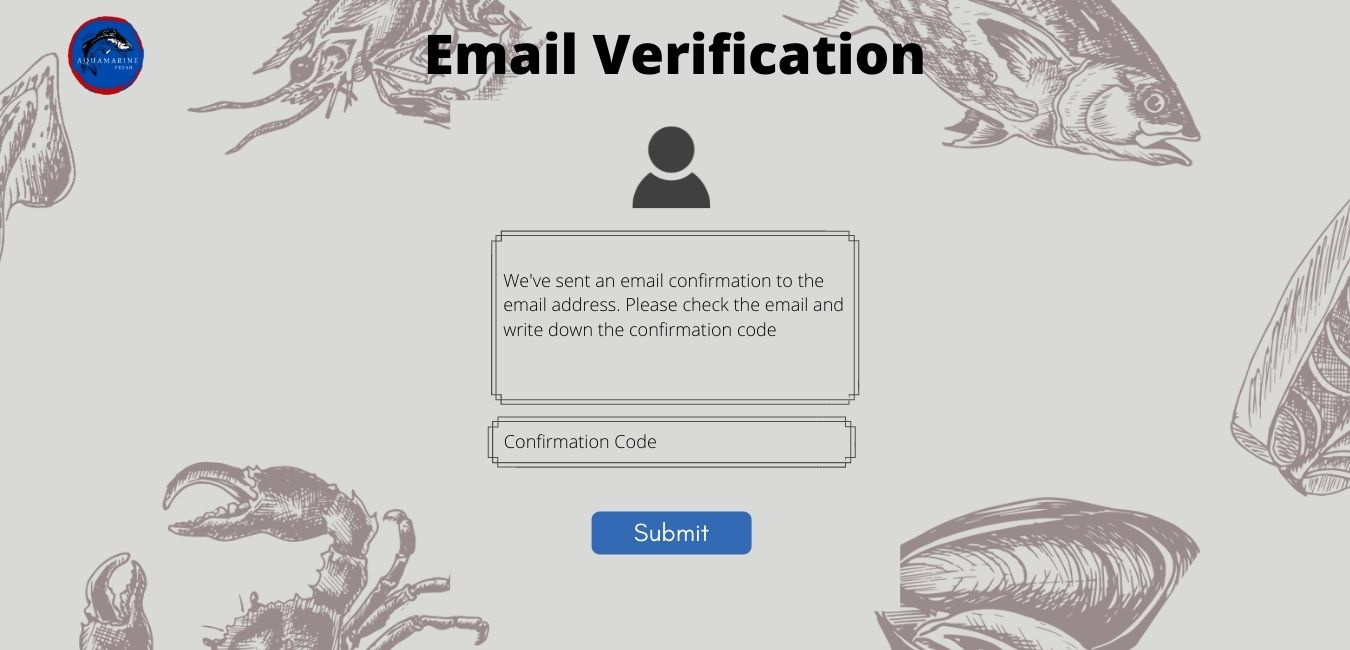 AQUAMARINE
FRESH
Email Verification
We've sent an email confirmation to the
email address. Please check the email and
write down the confirmation code
Confirmation Code
Submit